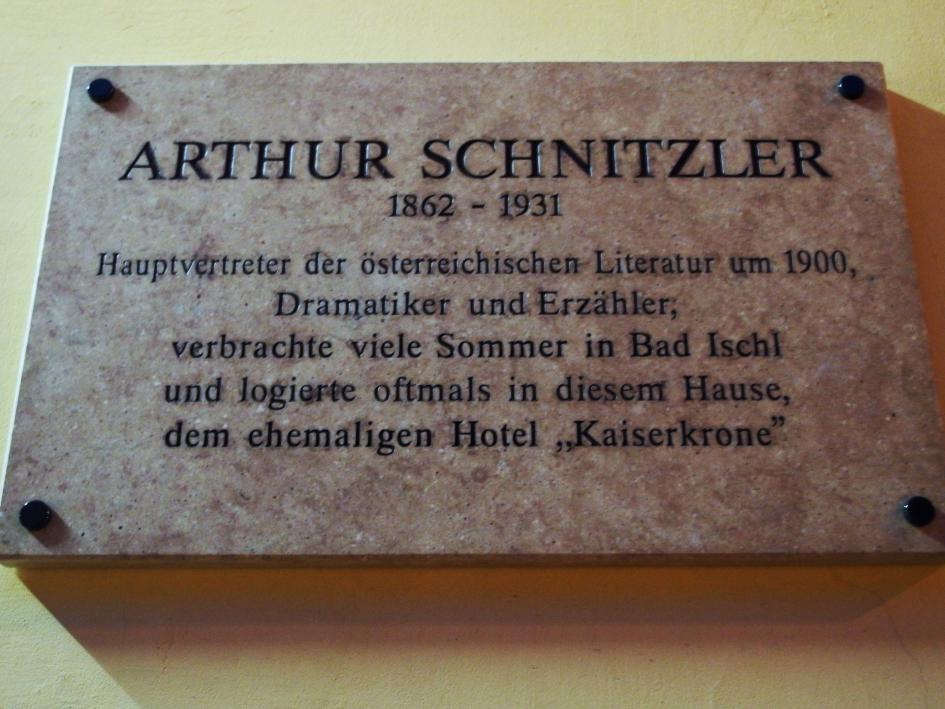 ARTHUR SCHNITZLER
1862 - 1931
Hauptvertreter der österreichischen Literatur um 1900,
Dramatiker und Erzähler,
verbrachte viele Sommer in Bad Ischl
und logierte oftmals in diesem Hause,
dem ehemaligen Hotel „Kaiserkrone”